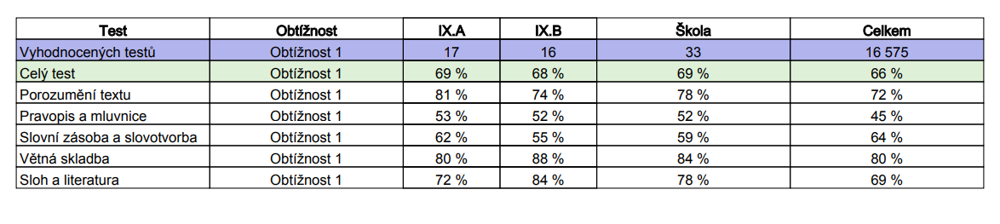 Test Obtížnost IX.A IX.B Škola Celkem
Vyhodnocených testů Obtížnost 1 17 16 33 16 575
Celý test Obtížnost 1 69 % 68 % 69 % 66 %
Porozumění textu Obtížnost 1 81 % 74 % 78 % 72 %
Pravopis a mluvnice Obtížnost 1 53 % 52 % 52 % 45 %
Slovní zásoba a slovotvorba Obtížnost 1 62 % 55 % 59 % 64 %
Větná skladba Obtížnost 1 80 % 88 % 84 % 80 %
Sloh a literatura Obtížnost 1 72 % 84 % 78 % 69 %